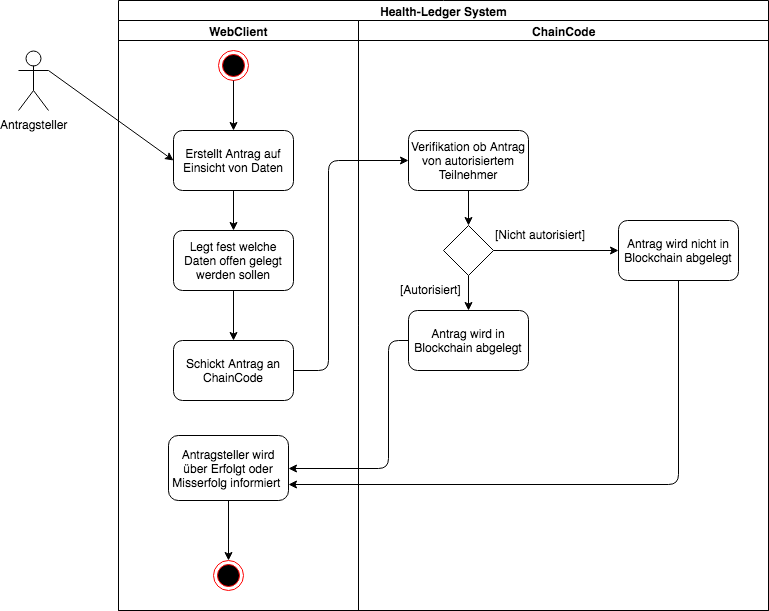 Health-Ledger System
WebClient
ChainCode
Antragsteller
Erstellt Antrag auf
Einsicht von Daten
Verifikation ob Antrag
von autorisiertem
Teilnehmer
Legt fest welche
Daten offen gelegt
werden sollen
[Nicht autorisiert]
Antrag wird nicht in
Blockchain abgelegt
[Autorisiert]
Antrag wird in
Blockchain abgelegt
Schickt Antrag an
ChainCode
Antragsteller wird
über Erfolgt oder
Misserfolg informiert